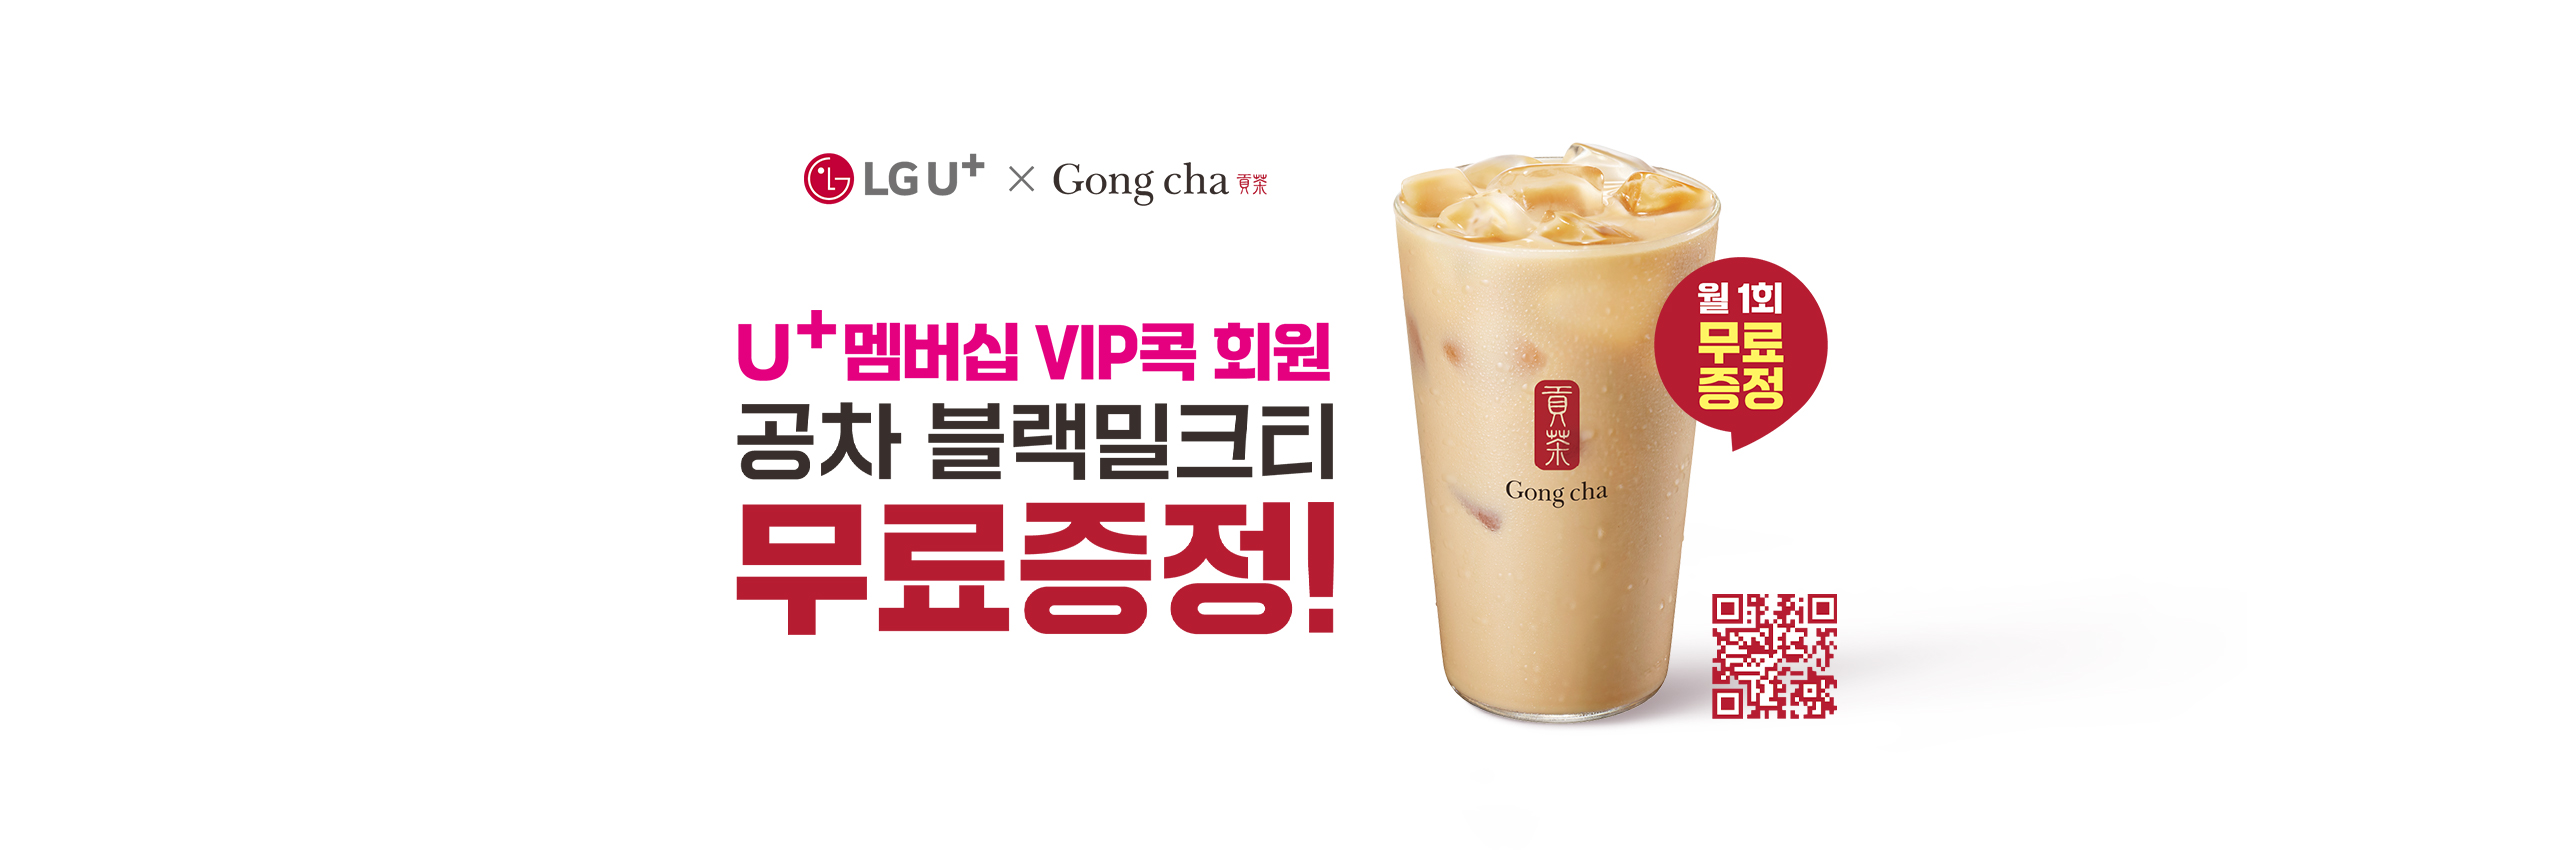 LG U+ × Gong cha 貢茶
U+멤버십 VIP콕 회원
공차 블랙밀크티
무료증정!
월 1회
무료
증정
貢茶
Gong cha